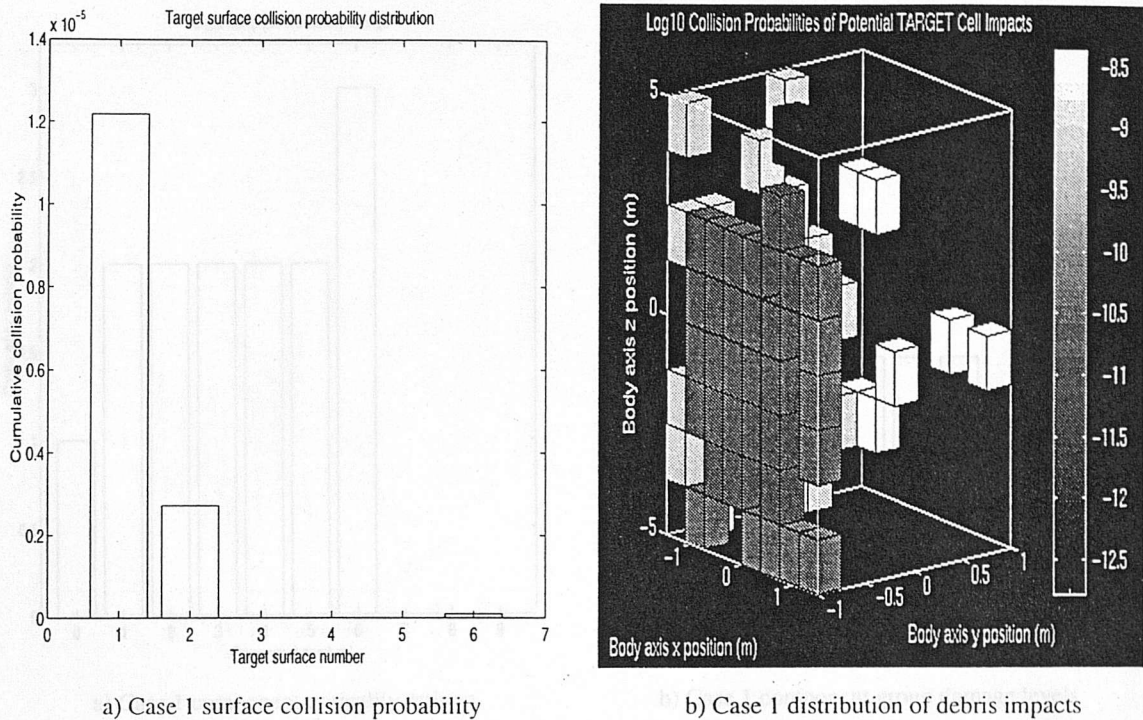 x 10^-5
Target surface collision probability distribution
1.4
1.2
1
0.8
0.6
0.4
0.2
0
0 1 2 3 4 5 6 7
Cumulative collision probability
Target surface number
a) Case 1 surface collision probability
Log10 Collision Probabilities of Potential TARGET Cell Impacts
5
0
-5
Body axis z position (m)
-1 0 1
Body axis x position (m)
-1 -0.5 0 0.5 1
Body axis y position (m)
-8.5
-9
-9.5
-10
-10.5
-11
-11.5
-12
-12.5
b) Case 1 distribution of debris impacts